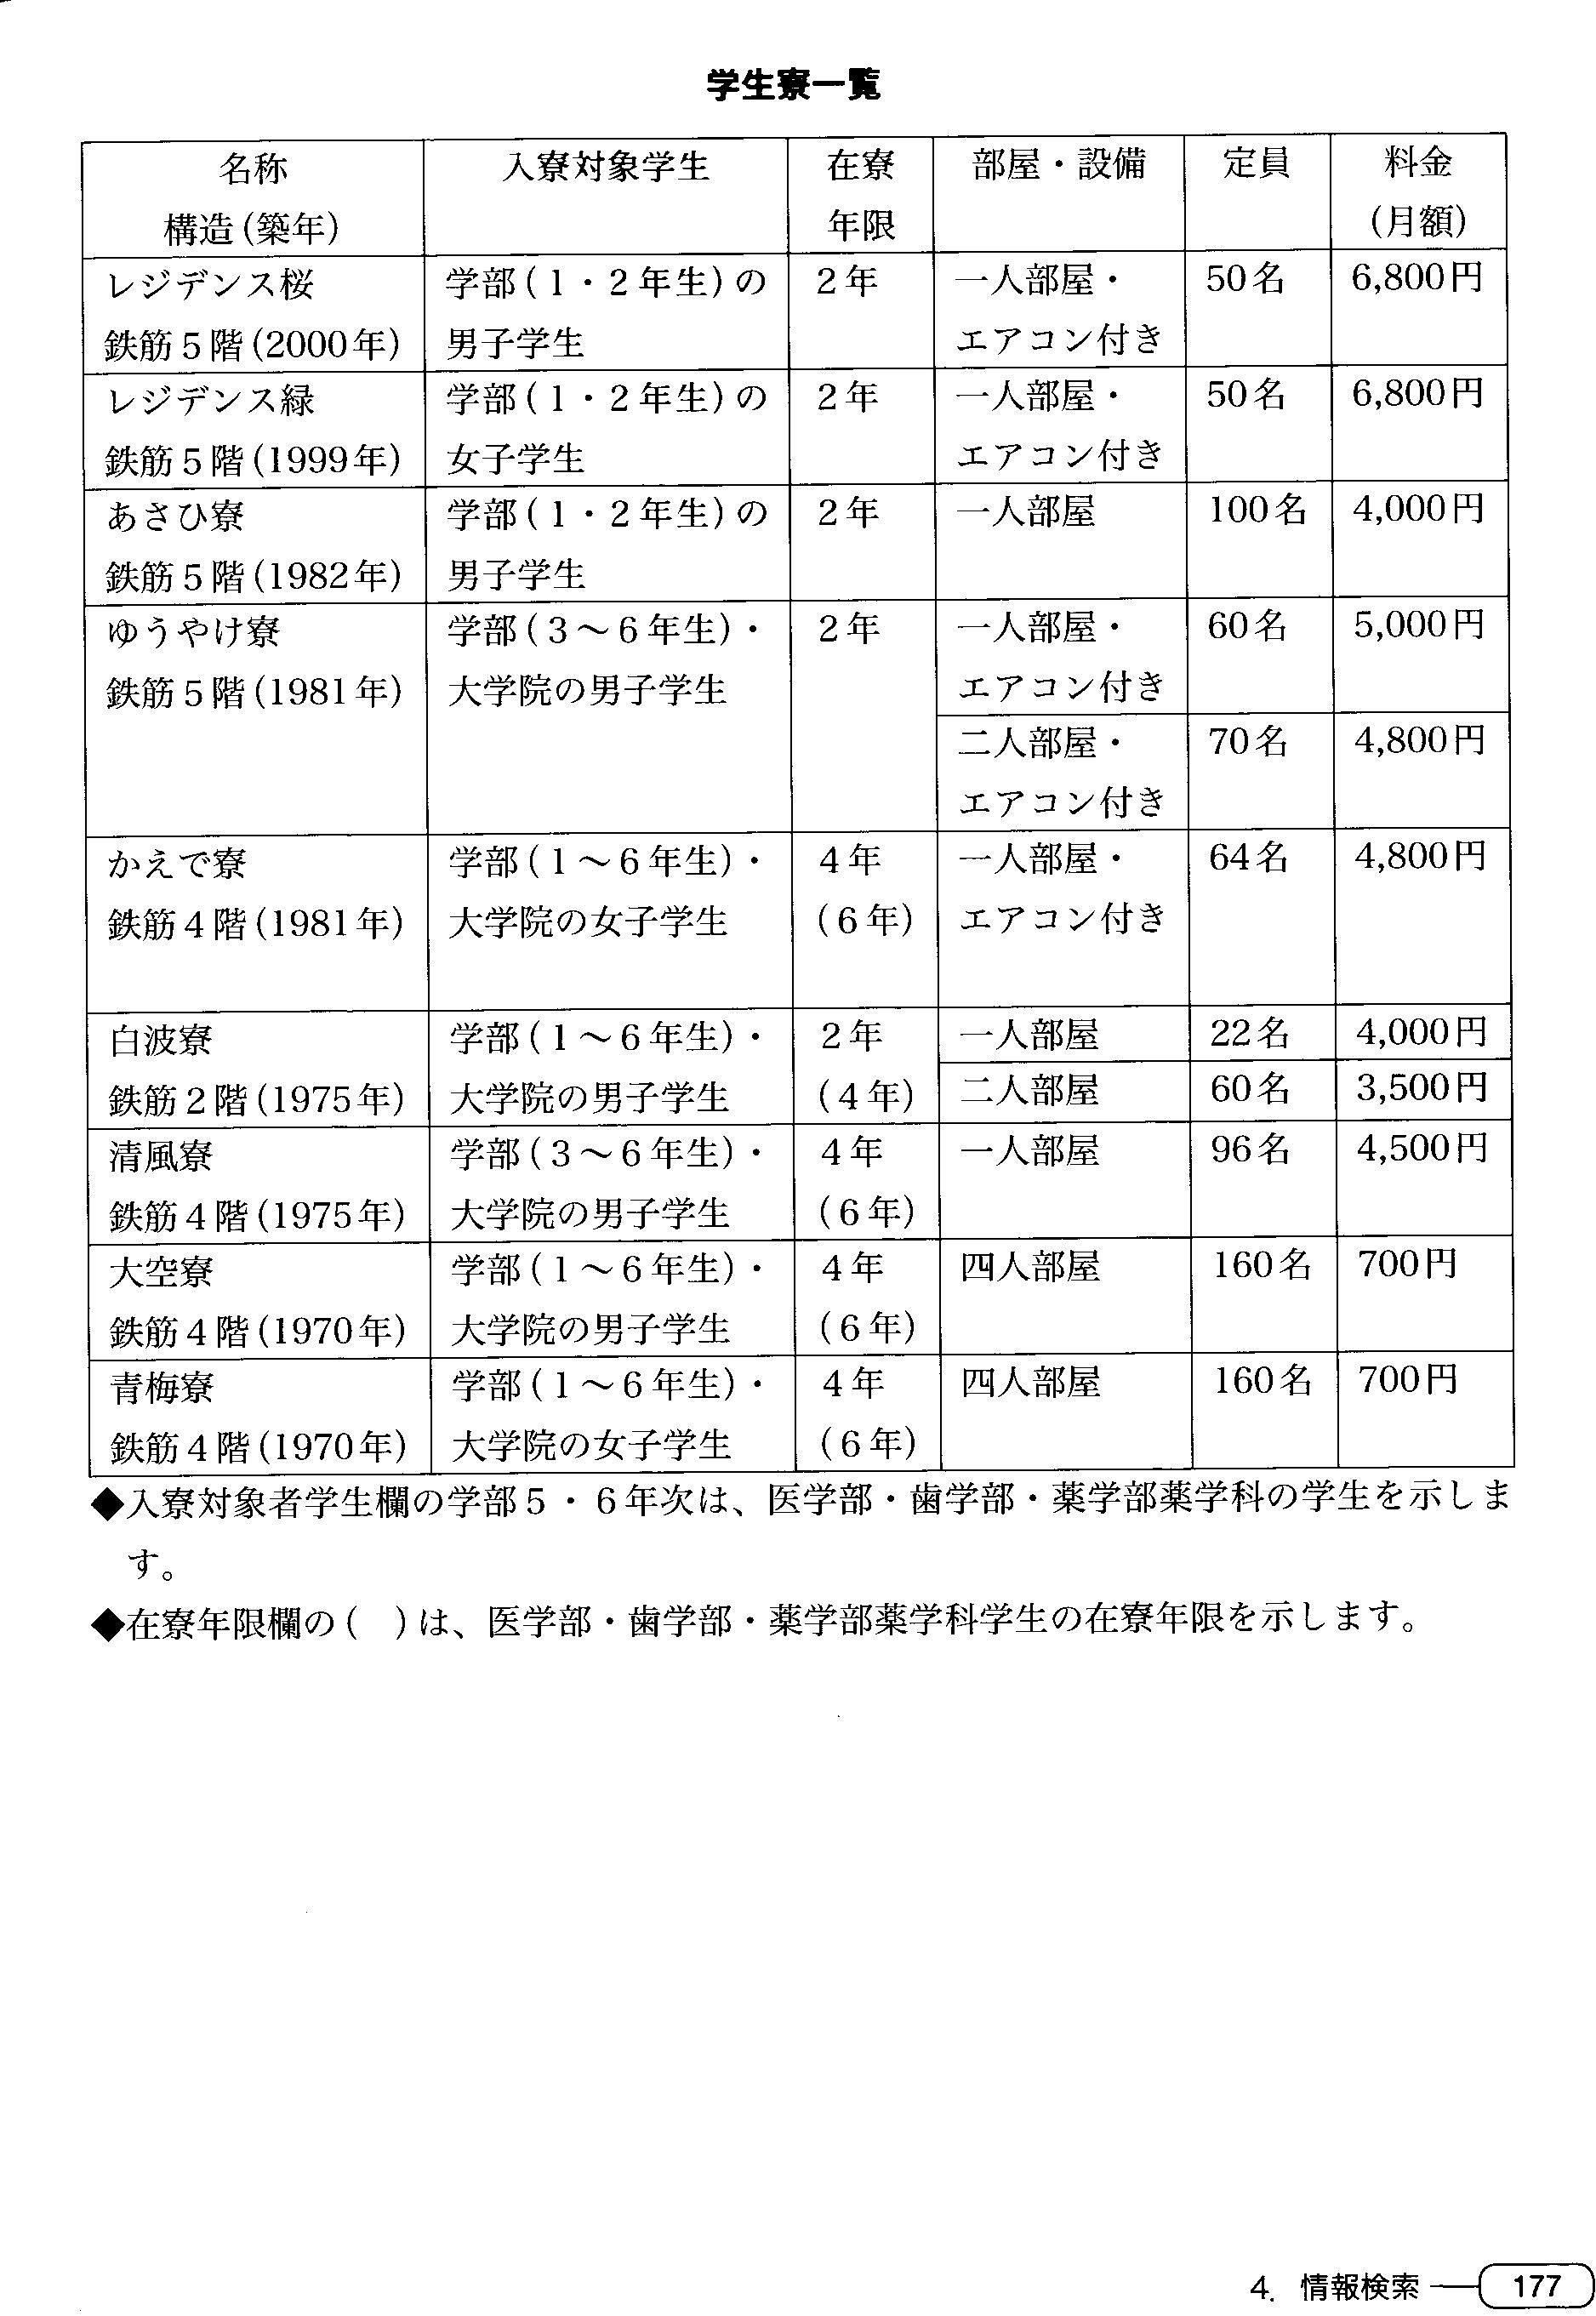 学生寮一覧
名称 入寮対象学生 在寮 部屋・設備 定員 料金
構造(築年) 年限 (月額)
レジデンス桜 学部(1・2年生)の 2年 一人部屋・ 50名 6,800円
鉄筋5階(2000年) 男子学生 エアコン付き
レジデンス緑 学部(1・2年生)の 2年 一人部屋・ 50名 6,800円
鉄筋5階(1999年) 女子学生 エアコン付き
あさひ寮 学部(1・2年生)の 2年 一人部屋 100名 4,000円
鉄筋5階(1982年) 男子学生
ゆうやけ寮 学部(3～6年生)・ 2年 一人部屋・ 60名 5,000円
鉄筋5階(1981年) 大学院の男子学生 エアコン付き
二人部屋・ 70名 4,800円
エアコン付き
かえで寮 学部(1～6年生)・ 4年 一人部屋・ 64名 4,800円
鉄筋4階(1981年) 大学院の女子学生 (6年) エアコン付き
白波寮 学部(1～6年生)・ 2年 一人部屋 22名 4,000円
鉄筋2階(1975年) 大学院の男子学生 (4年) 二人部屋 60名 3,500円
清風寮 学部(3～6年生)・ 4年 一人部屋 96名 4,500円
鉄筋4階(1975年) 大学院の男子学生 (6年)
大空寮 学部(1～6年生)・ 4年 四人部屋 160名 700円
鉄筋4階(1970年) 大学院の男子学生 (6年)
青梅寮 学部(1～6年生)・ 4年 四人部屋 160名 700円
鉄筋4階(1970年) 大学院の女子学生 (6年)
◆入寮対象者学生欄の学部5・6年次は、医学部・歯学部・薬学部薬学科の学生を示しま
す。
◆在寮年限欄の( )は、医学部・歯学部・薬学部薬学科学生の在寮年限を示します。
4. 情報検索 177